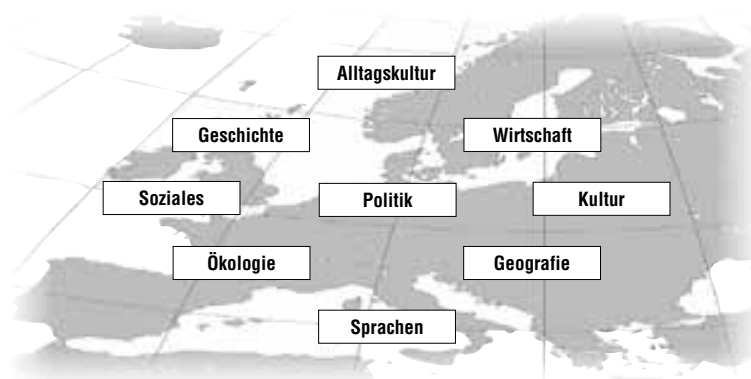 Alltagskultur
Geschichte
Wirtschaft
Soziales
Politik
Kultur
Ökologie
Geografie
Sprachen